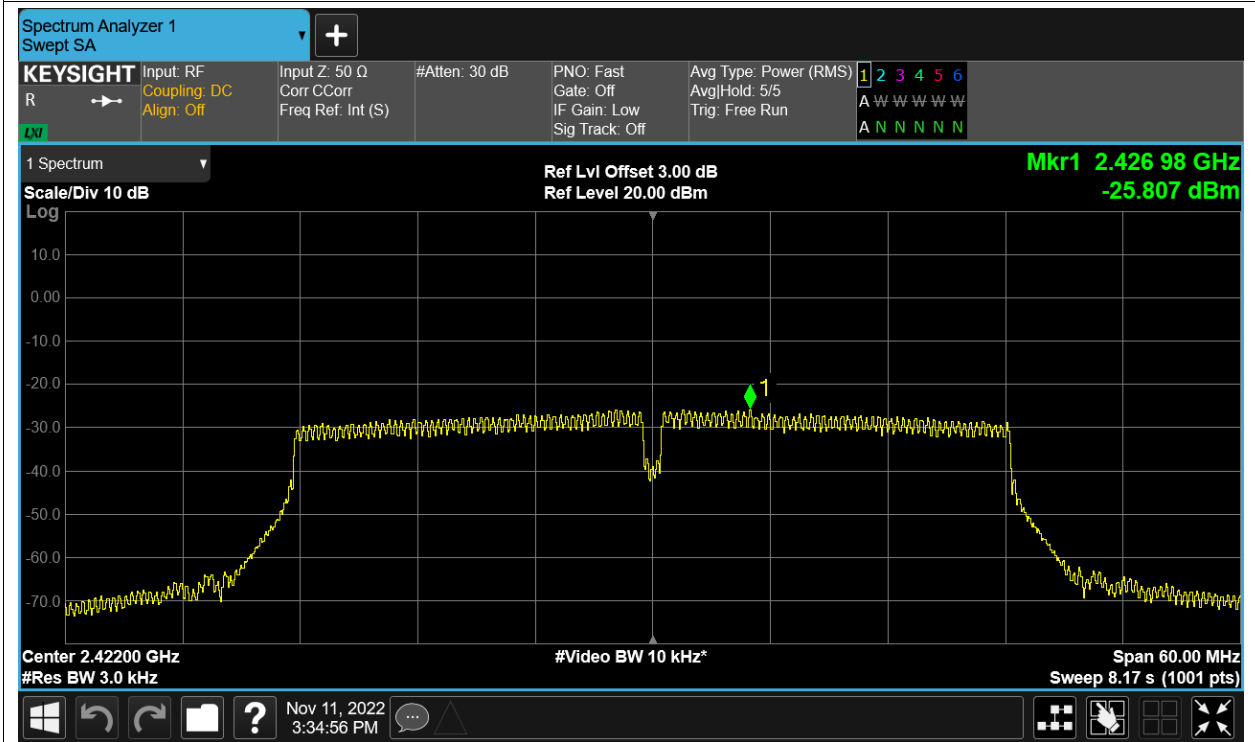 Spectrum Analyzer 1
Swept SA
+
KEYSIGHT
R
LXI
Input: RF
Coupling: DC
Align: Off
Input Z: 50 Ω
Corr CCorr
Freq Ref: Int (S)
#Atten: 30 dB
PNO: Fast
Gate: Off
IF Gain: Low
Sig Track: Off
Avg Type: Power (RMS)
Avg|Hold: 5/5
Trig: Free Run
1 2 3 4 5 6
A W W W W W
A N N N N N
1 Spectrum
Scale/Div 10 dB
Ref Lvl Offset 3.00 dB
Ref Level 20.00 dBm
Mkr1 2.426 98 GHz
-25.807 dBm
Log
10.0
0.00
-10.0
-20.0
1
-30.0
-40.0
-50.0
-60.0
-70.0
Center 2.42200 GHz
#Video BW 10 kHz*
Span 60.00 MHz
#Res BW 3.0 kHz
Sweep 8.17 s (1001 pts)
?
Nov 11, 2022
3:34:56 PM